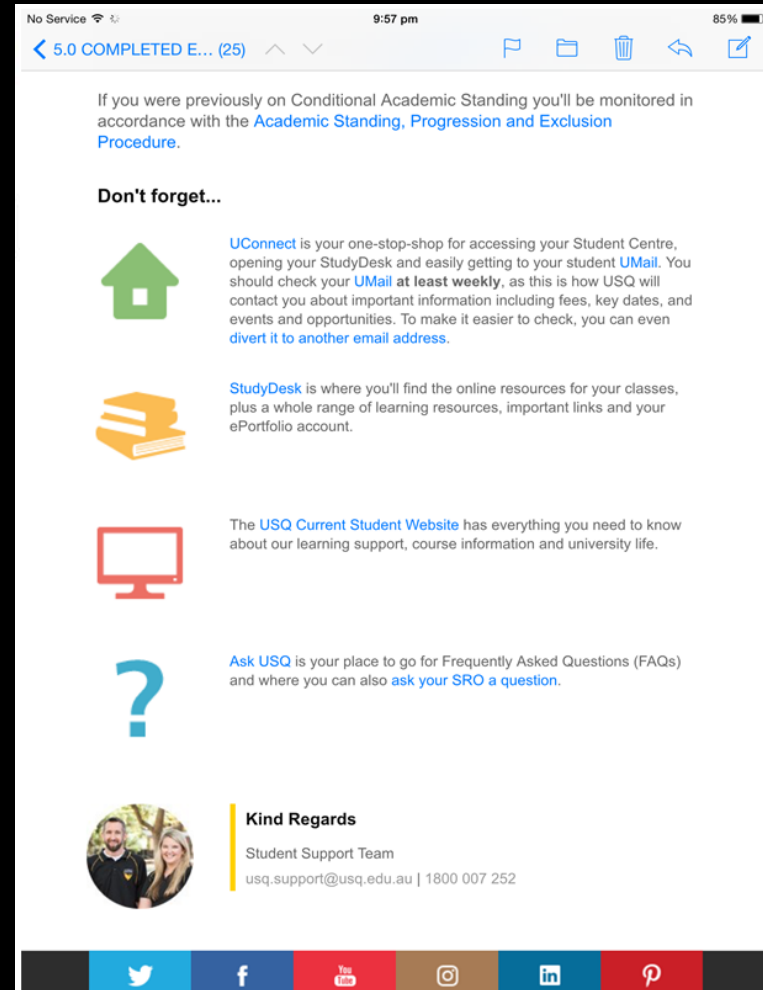 No Service 9:57 pm 85%
5.0 COMPLETED E... (25)
If you were previously on Conditional Academic Standing you'll be monitored in
accordance with the Academic Standing, Progression and Exclusion
Procedure.
Don't forget...
UConnect is your one-stop-shop for accessing your Student Centre,
opening your StudyDesk and easily getting to your student UMail. You
should check your UMail at least weekly, as this is how USQ will
contact you about important information including fees, key dates, and
events and opportunities. To make it easier to check, you can even
divert it to another email address.
StudyDesk is where you'll find the online resources for your classes,
plus a whole range of learning resources, important links and your
ePortfolio account.
The USQ Current Student Website has everything you need to know
about our learning support, course information and university life.
?
Ask USQ is your place to go for Frequently Asked Questions (FAQs)
and where you can also ask your SRO a question.
Kind Regards
Student Support Team
usq.support@usq.edu.au | 1800 007 252
f You Tube in